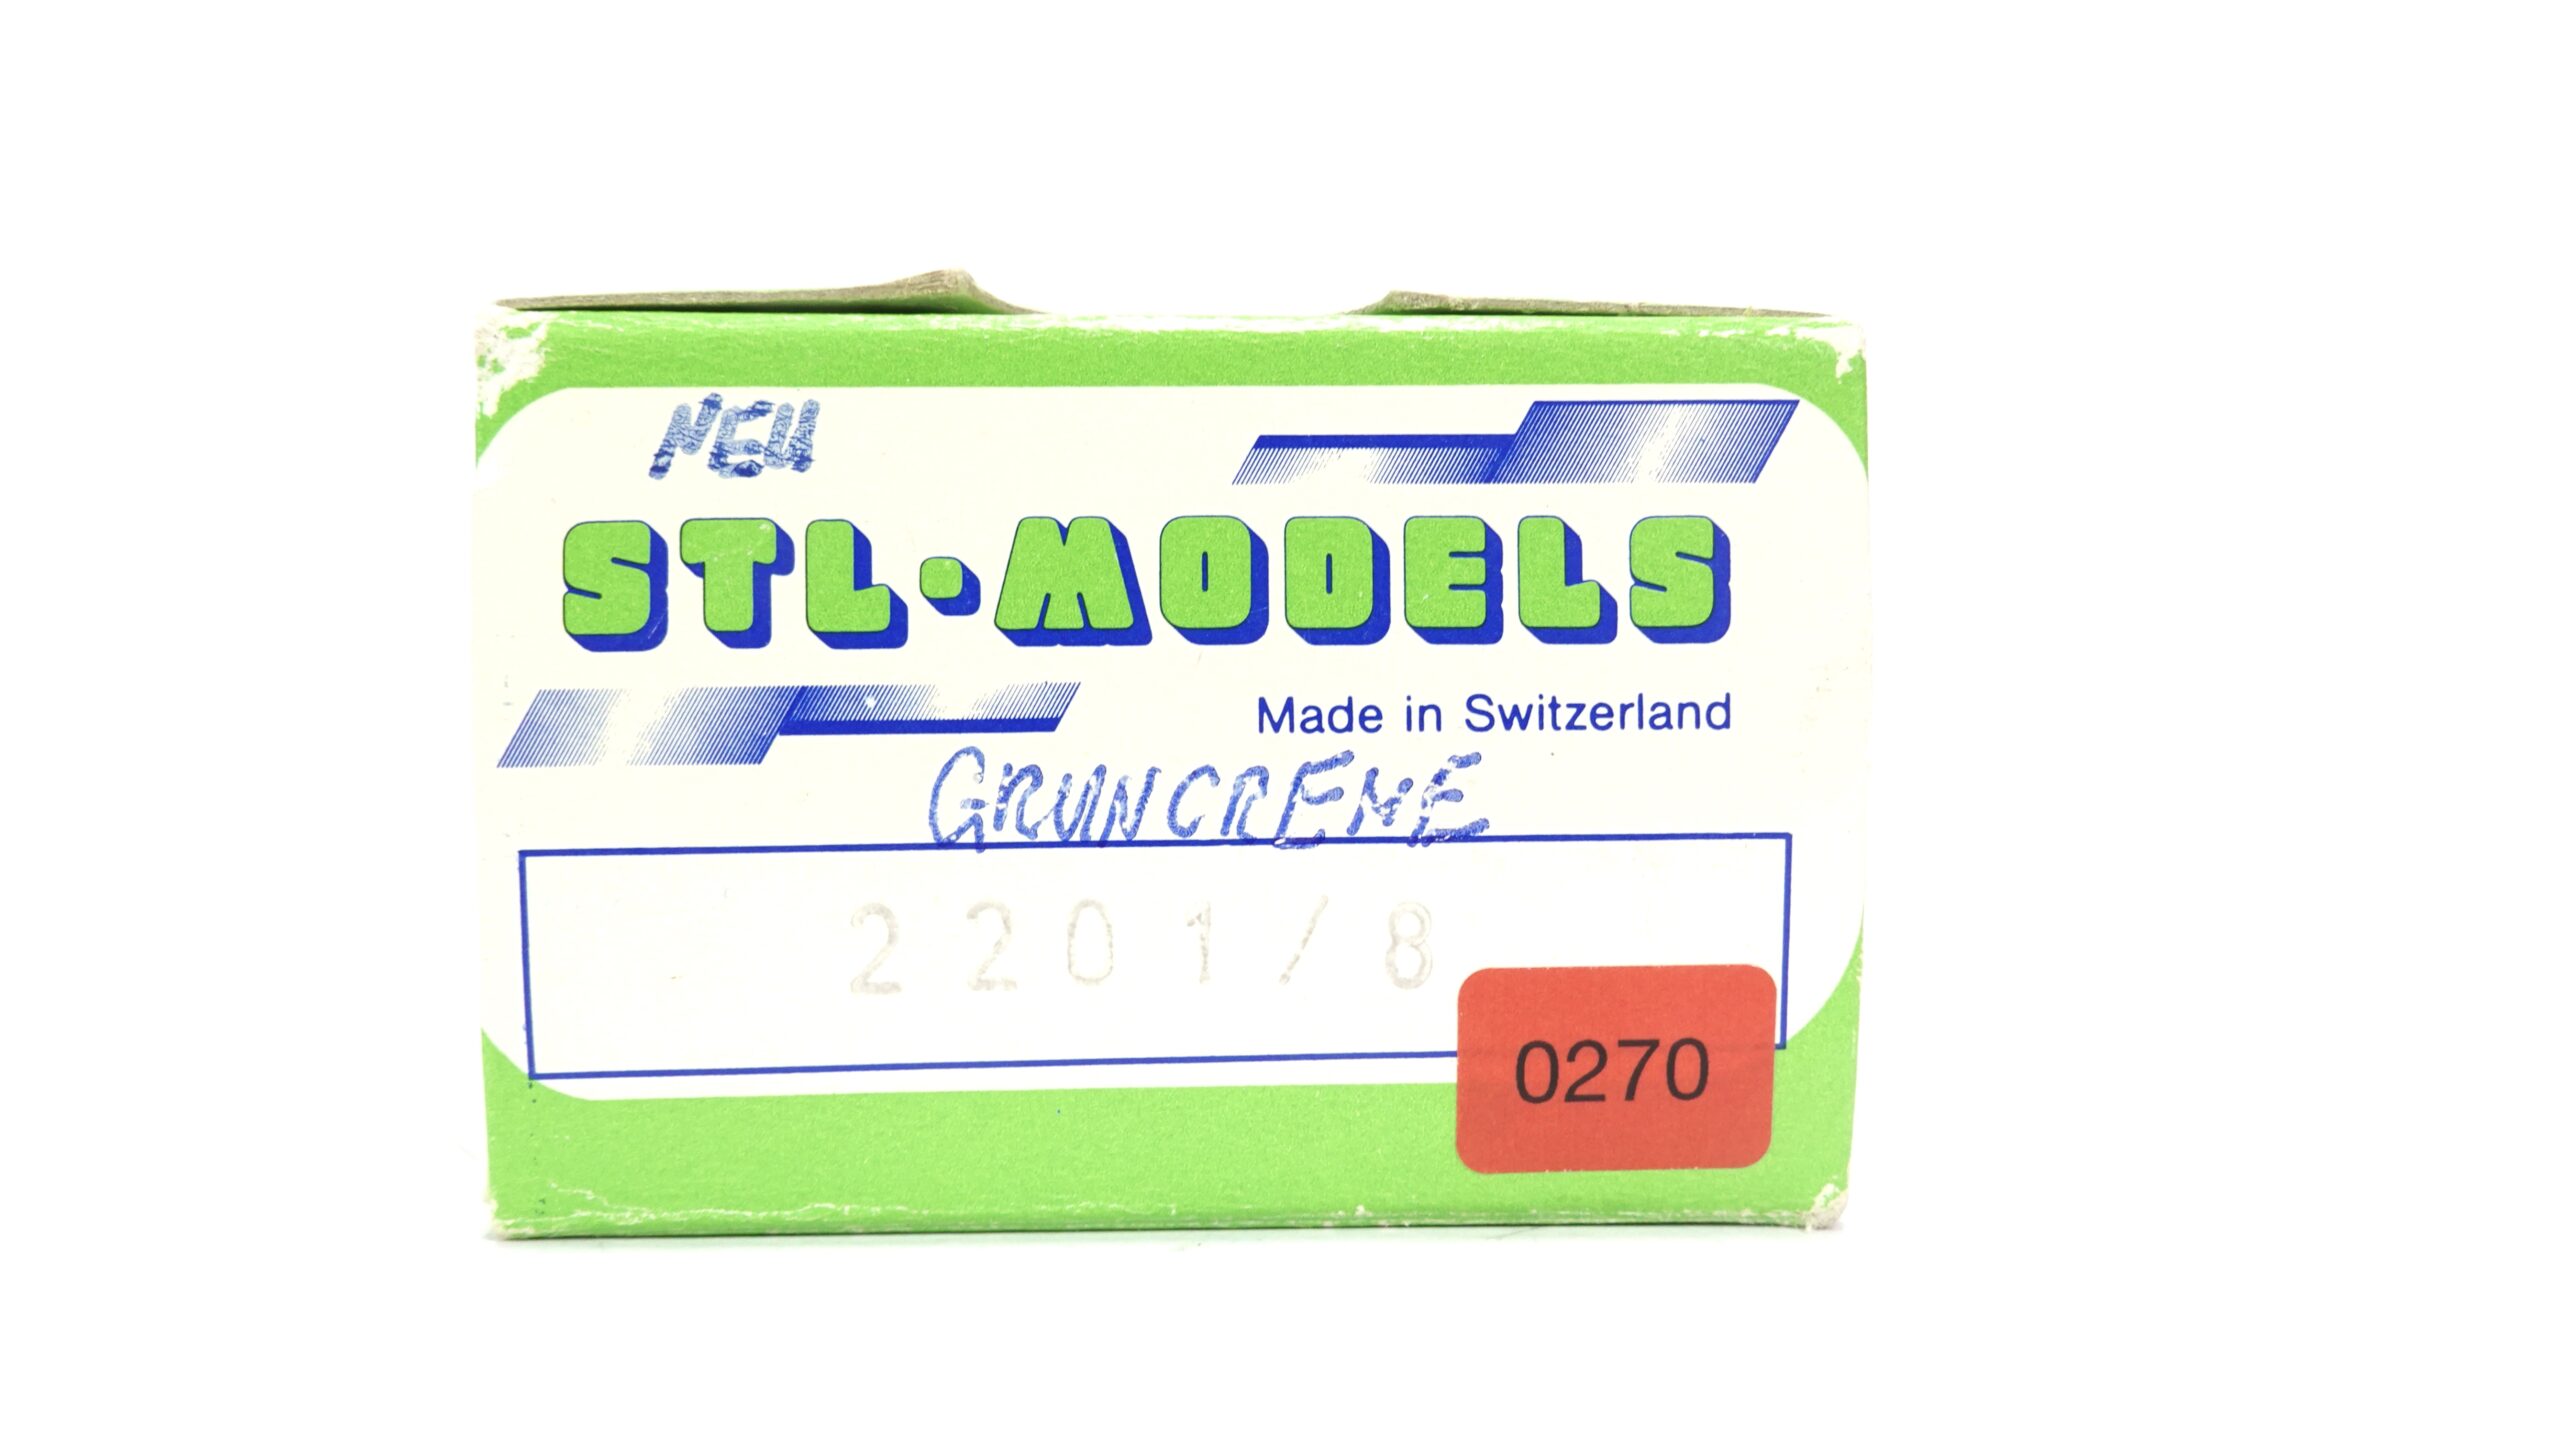 NEU
STL·MODELS
Made in Switzerland
GRUNCREME
2201/8
0270